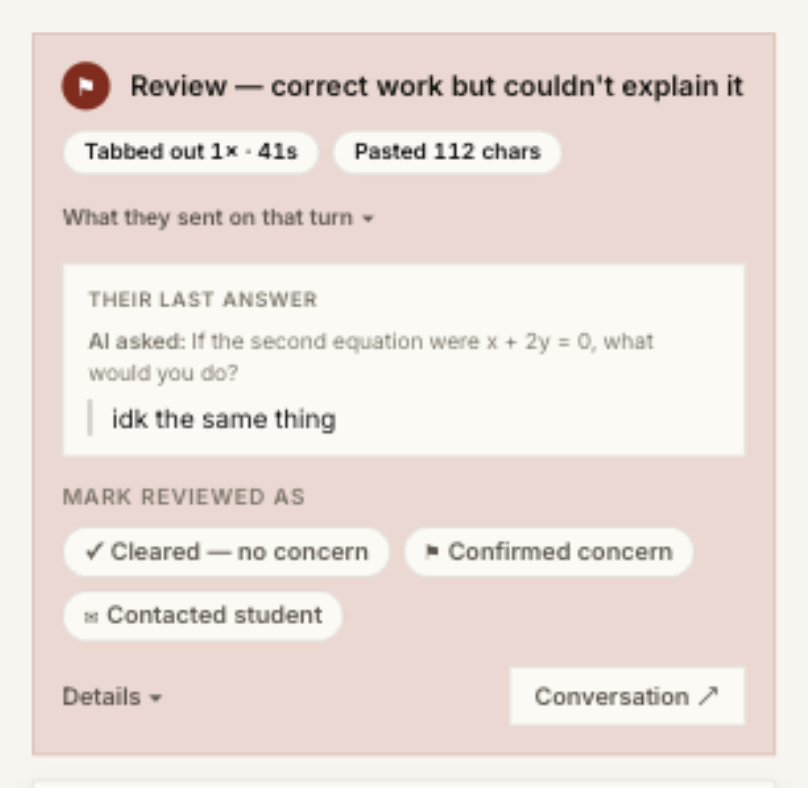 ⚑ Review — correct work but couldn't explain it
Tabbed out 1× · 41s Pasted 112 chars
What they sent on that turn ▾
THEIR LAST ANSWER
AI asked: If the second equation were x + 2y = 0, what
would you do?
idk the same thing
MARK REVIEWED AS
✓ Cleared — no concern ⚑ Confirmed concern
✉ Contacted student
Details ▾ Conversation ↗